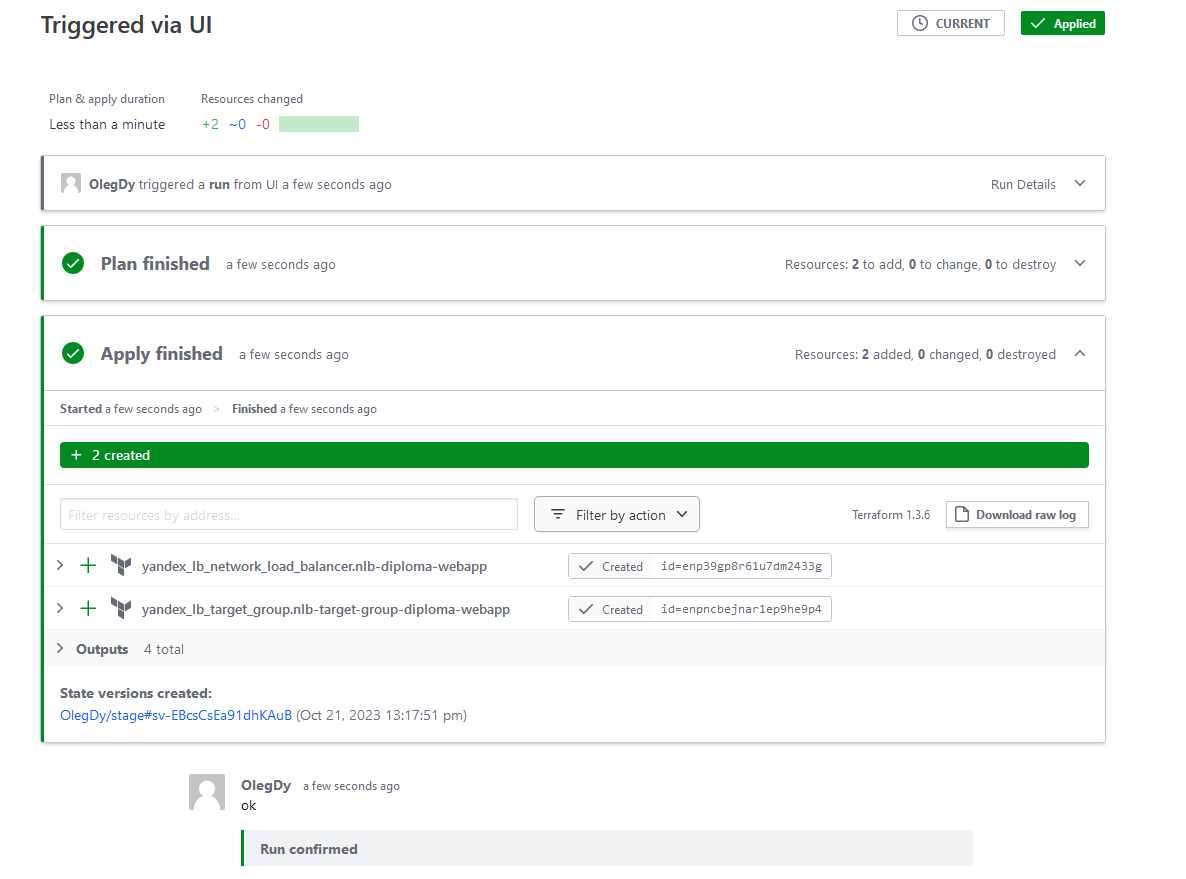 Triggered via UI
CURRENT
Applied
Plan & apply duration
Resources changed
Less than a minute
+2 ~0 -0
OlegDy triggered a run from UI a few seconds ago
Run Details
Plan finished a few seconds ago
Resources: 2 to add, 0 to change, 0 to destroy
Apply finished a few seconds ago
Resources: 2 added, 0 changed, 0 destroyed
Started a few seconds ago > Finished a few seconds ago
+ 2 created
Filter resources by address...
Filter by action
Terraform 1.3.6
Download raw log
yandex_lb_network_load_balancer.nlb-diploma-webapp
Created id=enp39gp8r61u7dm2433g
yandex_lb_target_group.nlb-target-group-diploma-webapp
Created id=enpncbejnar1ep9he9p4
Outputs 4 total
State versions created:
OlegDy/stage#sv-EBcsCsEa91dhKAuB (Oct 21, 2023 13:17:51 pm)
OlegDy a few seconds ago
ok
Run confirmed